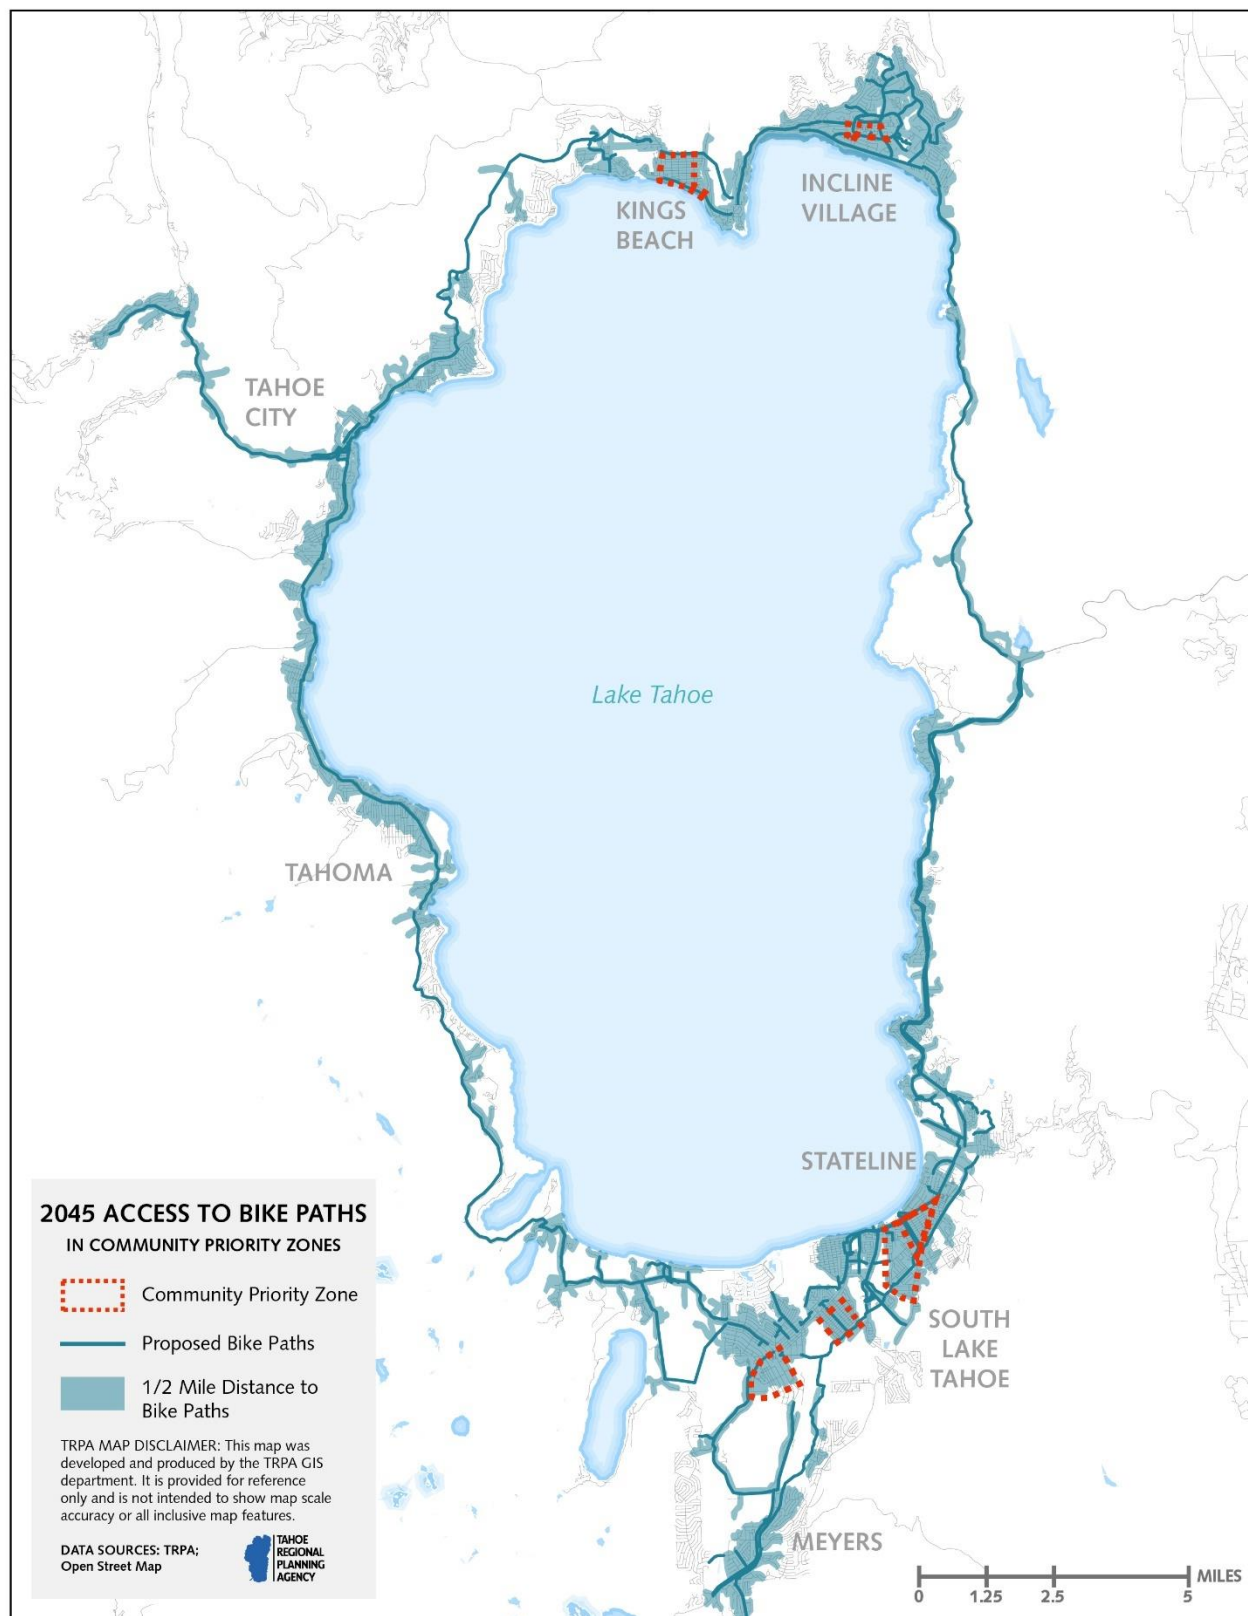 INCLINE
VILLAGE
KINGS
BEACH
TAHOE
CITY
Lake Tahoe
TAHOMA
STATELINE
SOUTH
LAKE
TAHOE
MEYERS
2045 ACCESS TO BIKE PATHS
IN COMMUNITY PRIORITY ZONES
Community Priority Zone
Proposed Bike Paths
1/2 Mile Distance to
Bike Paths
TRPA MAP DISCLAIMER: This map was
developed and produced by the TRPA GIS
department. It is provided for reference
only and is not intended to show map scale
accuracy or all inclusive map features.
DATA SOURCES: TRPA;
Open Street Map
TAHOE
REGIONAL
PLANNING
AGENCY
MILES
0 1.25 2.5 5